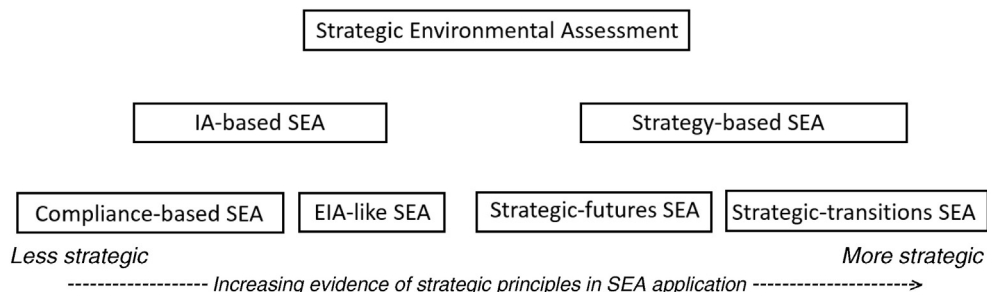 Strategic Environmental Assessment
IA-based SEA
Strategy-based SEA
Compliance-based SEA
EIA-like SEA
Strategic-futures SEA
Strategic-transitions SEA
Less strategic
More strategic
Increasing evidence of strategic principles in SEA application